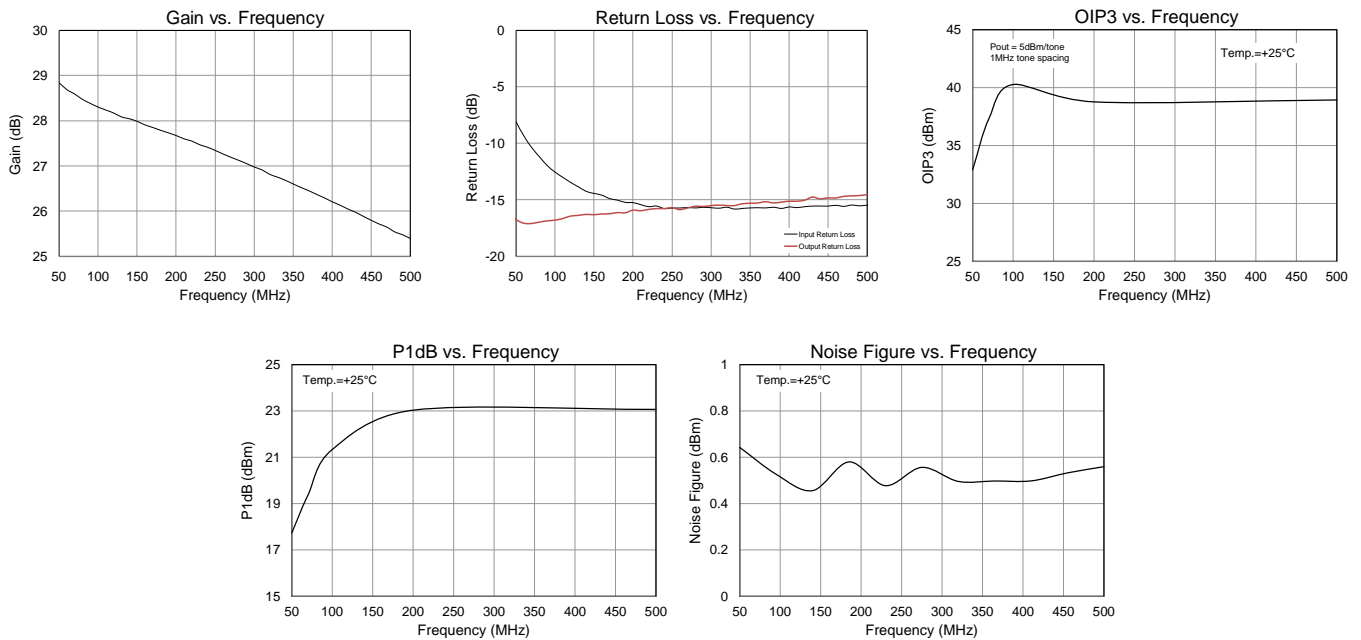 Gain vs. Frequency
30
29
28
27
26
25
Gain (dB)
50 100 150 200 250 300 350 400 450 500
Frequency (MHz)
Return Loss vs. Frequency
0
-5
-10
-15
-20
Return Loss (dB)
Input Return Loss
Output Return Loss
50 100 150 200 250 300 350 400 450 500
Frequency (MHz)
OIP3 vs. Frequency
45
40
35
30
25
OIP3 (dBm)
Pout = 5dBm/tone
1MHz tone spacing
Temp.=+25°C
50 100 150 200 250 300 350 400 450 500
Frequency (MHz)
P1dB vs. Frequency
25
23
21
19
17
15
P1dB (dBm)
Temp.=+25°C
50 100 150 200 250 300 350 400 450 500
Frequency (MHz)
Noise Figure vs. Frequency
1
0.8
0.6
0.4
0.2
0
Noise Figure (dBm)
Temp.=+25°C
50 100 150 200 250 300 350 400 450 500
Frequency (MHz)